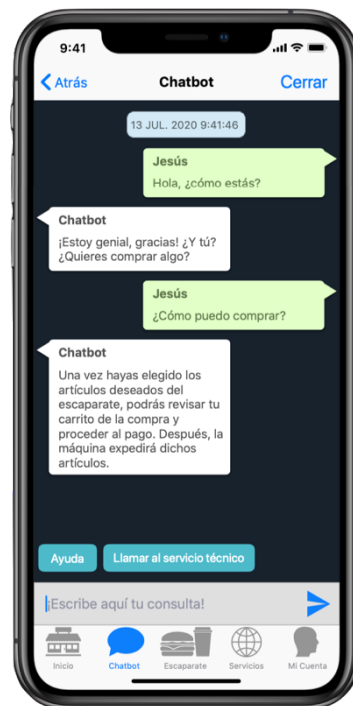 9:41
Atrás
Chatbot
Cerrar
13 JUL. 2020 9:41:46
Jesús
Hola, ¿cómo estás?
Chatbot
¡Estoy genial, gracias! ¿Y tú?
¿Quieres comprar algo?
Jesús
¿Cómo puedo comprar?
Chatbot
Una vez hayas elegido los
artículos deseados del
escaparate, podrás revisar tu
carrito de la compra y
proceder al pago. Después, la
máquina expedirá dichos
artículos.
Ayuda
Llamar al servicio técnico
¡Escribe aquí tu consulta!
Inicio
Chatbot
Escaparate
Servicios
Mi Cuenta